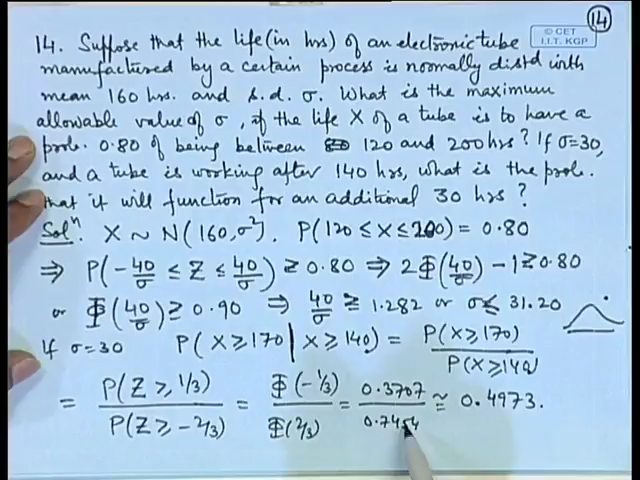 14
© CET
I.I.T. KGP
14. Suppose that the life (in hrs) of an electronic tube
manufactured by a certain process is normally distd with
mean 160 hrs. and s.d. σ. What is the maximum
allowable value of σ, if the life X of a tube is to have a
prob. 0.80 of being between 120 and 200 hrs? If σ=30,
and a tube is working after 140 hrs, what is the prob.
that it will function for an additional 30 hrs?
Solⁿ. X ~ N(160, σ²). P(120 ≤ X ≤ 200) = 0.80
⇒ P(-40/σ ≤ Z ≤ 40/σ) ≥ 0.80 ⇒ 2Φ(40/σ) - 1 ≥ 0.80
or Φ(40/σ) ≥ 0.90 ⇒ 40/σ ≥ 1.282 or σ ≤ 31.20
If σ=30 P(X ≥ 170 | X ≥ 140) = P(X ≥ 170) / P(X ≥ 140)
= P(Z ≥ 1/3) / P(Z ≥ -2/3) = Φ(-1/3) / Φ(2/3) = 0.3707 / 0.7454 ≅ 0.4973.